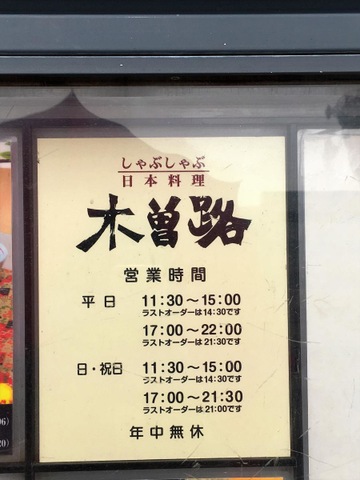 しゃぶしゃぶ
日本料理
木曽路
営業時間
平日 11:30～15:00
ラストオーダーは14:30です
17:00～22:00
ラストオーダーは21:30です
日・祝日 11:30～15:00
ラストオーダーは14:30です
17:00～21:30
ラストオーダーは21:00です
年中無休
06)
20)